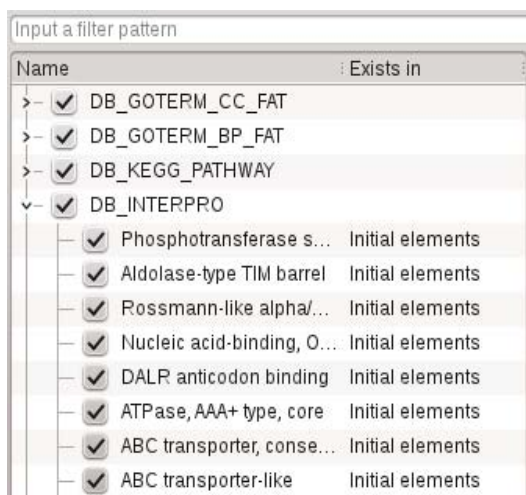 Input a filter pattern
Name Exists in
DB_GOTERM_CC_FAT
DB_GOTERM_BP_FAT
DB_KEGG_PATHWAY
DB_INTERPRO
Phosphotransferase s... Initial elements
Aldolase-type TIM barrel Initial elements
Rossmann-like alpha/... Initial elements
Nucleic acid-binding, O... Initial elements
DALR anticodon binding Initial elements
ATPase, AAA+ type, core Initial elements
ABC transporter, conse... Initial elements
ABC transporter-like Initial elements